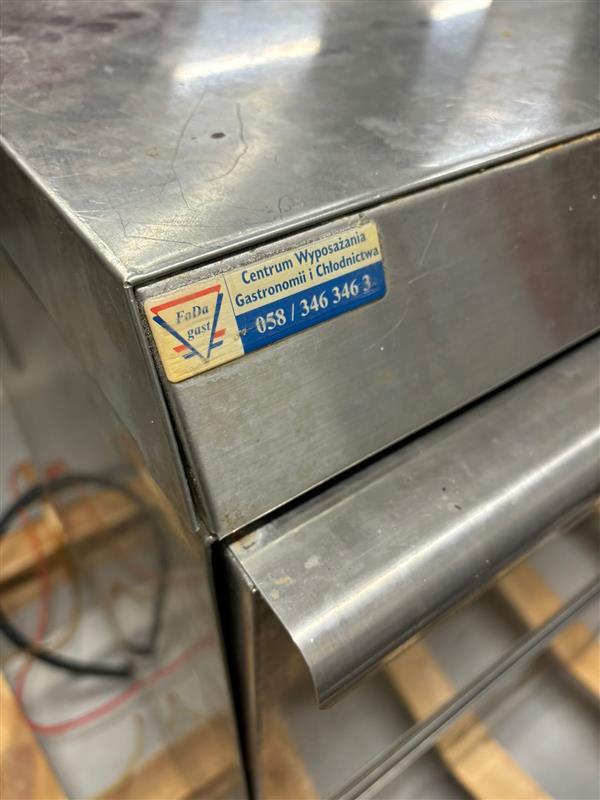 FoDa
gast
Centrum Wyposażania
Gastronomii i Chłodnictwa
058 / 346 346 3